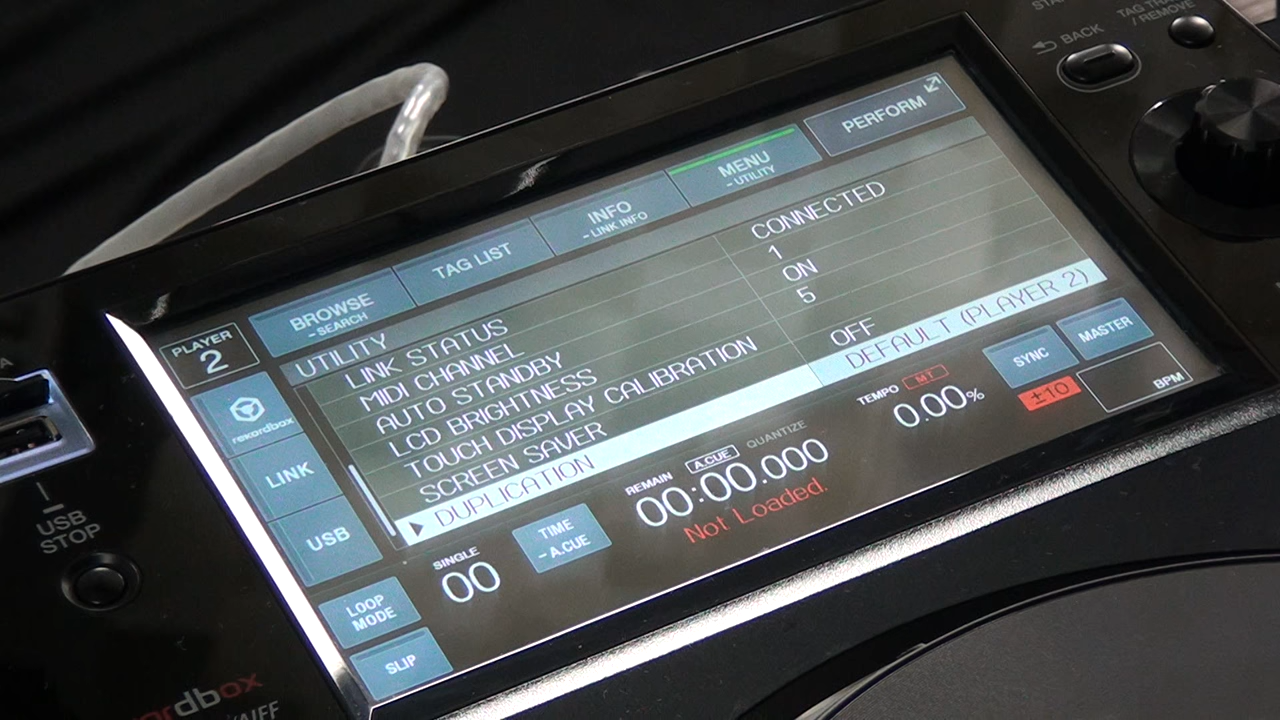 TAG TR
/ REMOVE
BACK
PERFORM
MENU
– UTILITY
INFO
– LINK INFO
TAG LIST
BROWSE
– SEARCH
PLAYER
2
UTILITY
LINK STATUS CONNECTED
MIDI CHANNEL 1
AUTO STANDBY ON
LCD BRIGHTNESS 5
TOUCH DISPLAY CALIBRATION
SCREEN SAVER OFF
DUPLICATION DEFAULT (PLAYER 2)
rekordbox
LINK
USB
LOOP
MODE
SLIP
SINGLE
00
TIME
– A.CUE
REMAIN A.CUE QUANTIZE
00:00.000
Not Loaded.
TEMPO MT
0.00%
±10
SYNC
MASTER
BPM
USB
STOP
ordbox
/AIFF